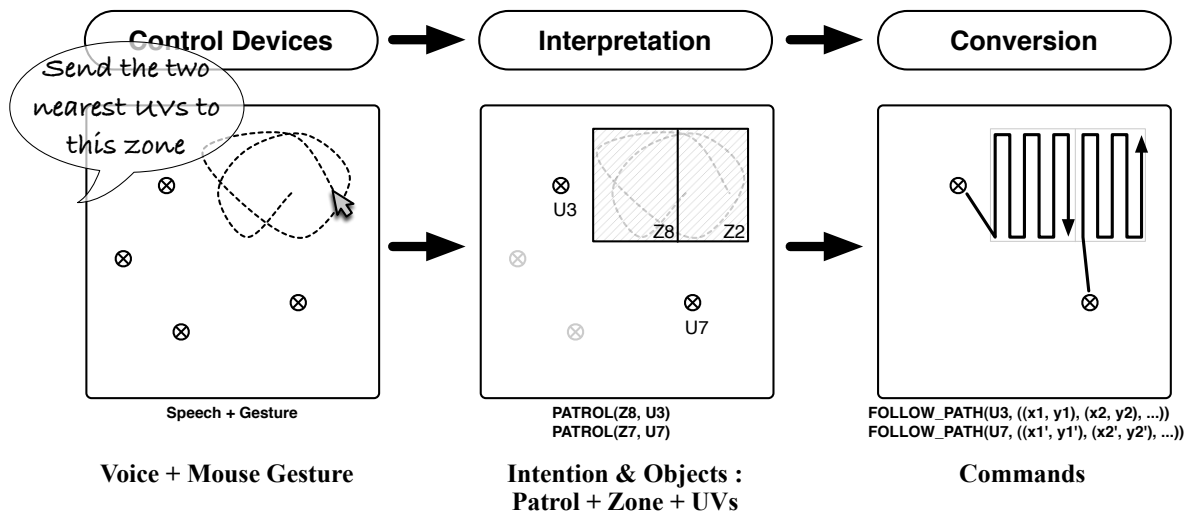 Control Devices
Interpretation
Conversion
Send the two
nearest UVs to
this zone
U3
Z8
Z2
U7
Speech + Gesture
PATROL(Z8, U3)
PATROL(Z7, U7)
FOLLOW_PATH(U3, ((x1, y1), (x2, y2), ...))
FOLLOW_PATH(U7, ((x1', y1'), (x2', y2'), ...))
Voice + Mouse Gesture
Intention & Objects :
Patrol + Zone + UVs
Commands